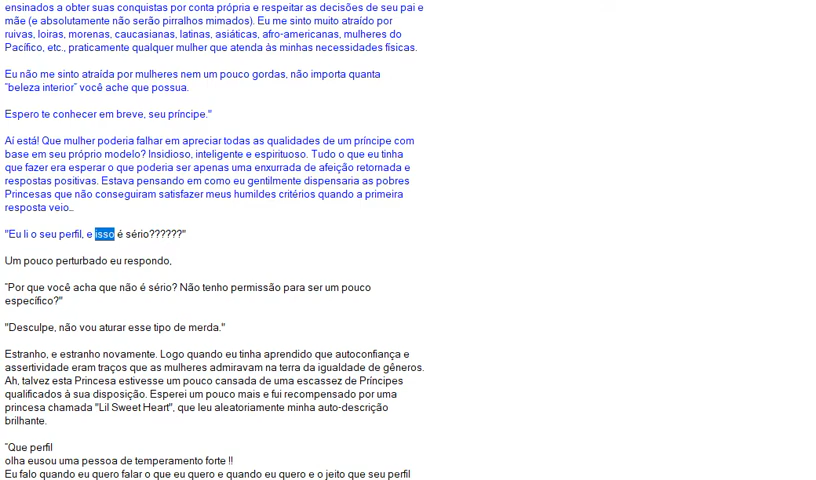 ensinados a obter suas conquistas por conta própria e respeitar as decisões de seu pai e
mãe (e absolutamente não serão pirralhos mimados). Eu me sinto muito atraído por
ruivas, loiras, morenas, caucasianas, latinas, asiáticas, afro-americanas, mulheres do
Pacífico, etc., praticamente qualquer mulher que atenda às minhas necessidades físicas.
Eu não me sinto atraída por mulheres nem um pouco gordas, não importa quanta
"beleza interior" você ache que possua.
Espero te conhecer em breve, seu príncipe."
Aí está! Que mulher poderia falhar em apreciar todas as qualidades de um príncipe com
base em seu próprio modelo? Insidioso, inteligente e espirituoso. Tudo o que eu tinha
que fazer era esperar o que poderia ser apenas uma enxurrada de afeição retornada e
respostas positivas. Estava pensando em como eu gentilmente dispensaria as pobres
Princesas que não conseguiram satisfazer meus humildes critérios quando a primeira
resposta veio...
"Eu li o seu perfil, e isso é sério??????"
Um pouco perturbado eu respondo,
"Por que você acha que não é sério? Não tenho permissão para ser um pouco
específico?"
"Desculpe, não vou aturar esse tipo de merda."
Estranho, e estranho novamente. Logo quando eu tinha aprendido que autoconfiança e
assertividade eram traços que as mulheres admiravam na terra da igualdade de gêneros.
Ah, talvez esta Princesa estivesse um pouco cansada de uma escassez de Príncipes
qualificados à sua disposição. Esperei um pouco mais e fui recompensado por uma
princesa chamada "Lil Sweet Heart", que leu aleatoriamente minha auto-descrição
brilhante.
"Que perfil
olha eusou uma pessoa de temperamento forte !!
Eu falo quando eu quero falar o que eu quero e quando eu quero e o jeito que seu perfil